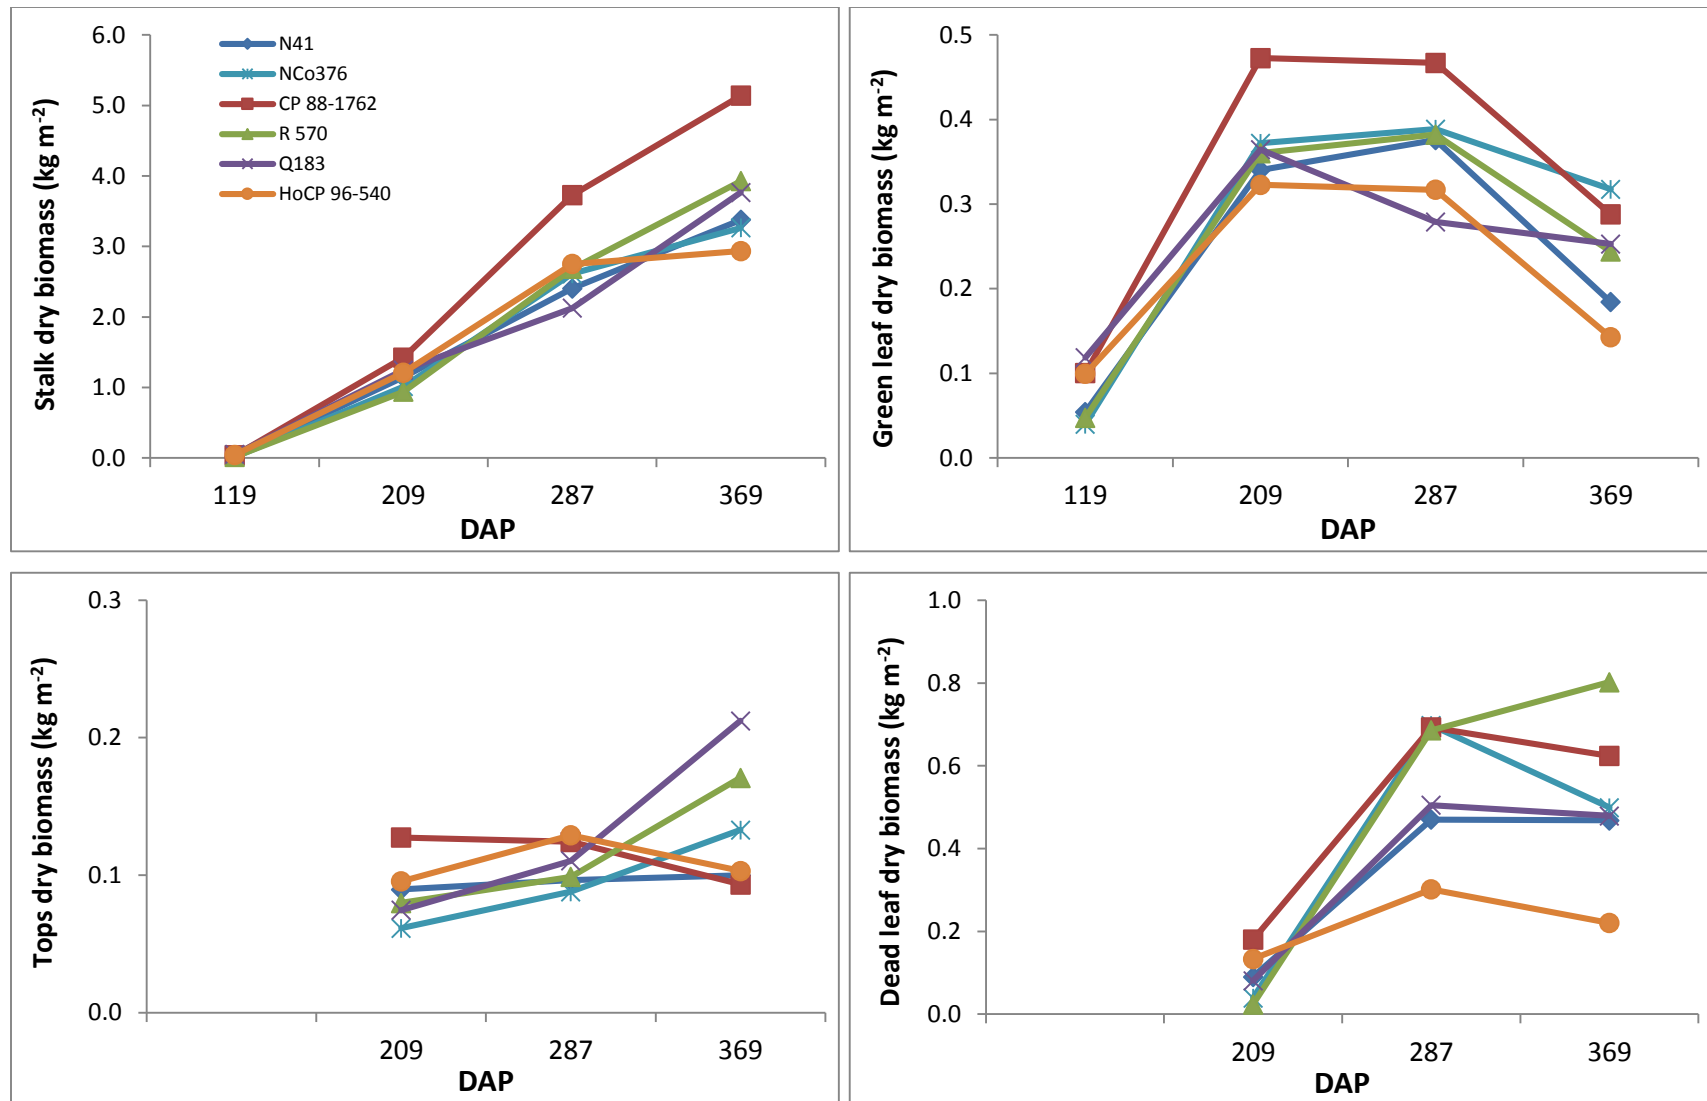 Stalk dry biomass (kg m-2)
6.0
5.0
4.0
3.0
2.0
1.0
0.0
N41
NCo376
CP 88-1762
R 570
Q183
HoCP 96-540
119 209 287 369
DAP
Green leaf dry biomass (kg m-2)
0.5
0.4
0.3
0.2
0.1
0.0
119 209 287 369
DAP
Tops dry biomass (kg m-2)
0.3
0.2
0.1
0.0
209 287 369
DAP
Dead leaf dry biomass (kg m-2)
1.0
0.8
0.6
0.4
0.2
0.0
209 287 369
DAP